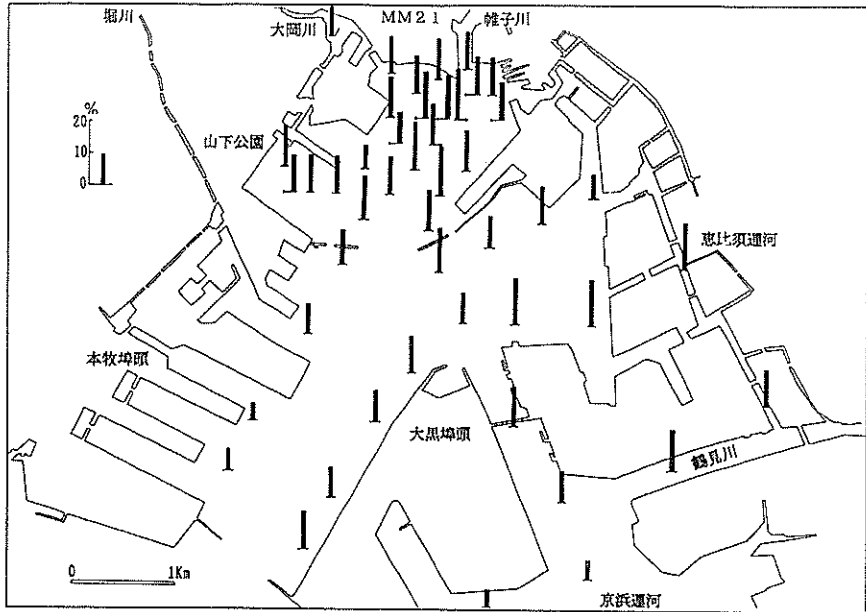 堀川
大岡川
MM21
帷子川
%
20
10
0
山下公園
恵比須運河
本牧埠頭
大黒埠頭
鶴見川
0 1Km
京浜運河